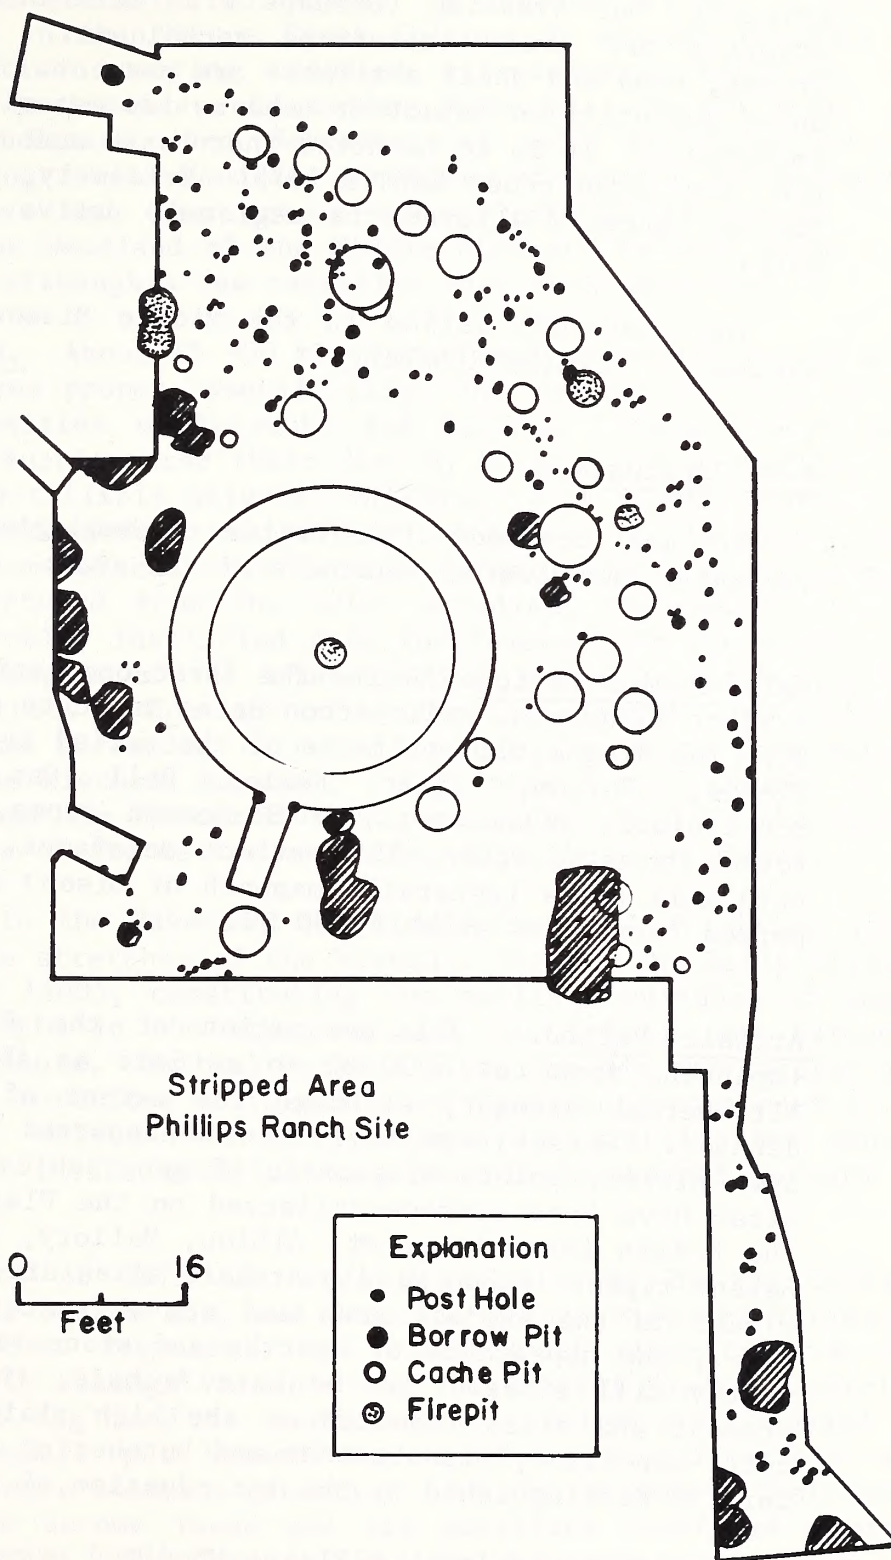 Stripped Area
Phillips Ranch Site
0 16
Feet
Explanation
Post Hole
Borrow Pit
Cache Pit
Firepit